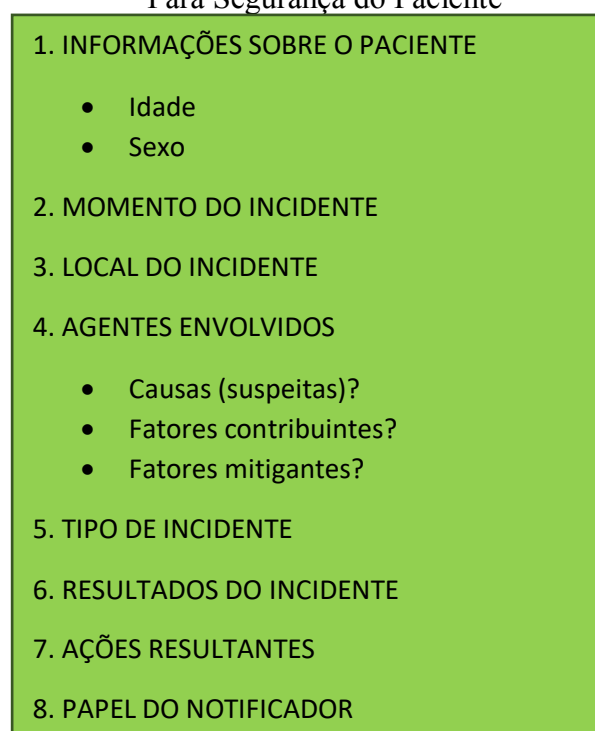 Para Segurança do Paciente
1. INFORMAÇÕES SOBRE O PACIENTE
• Idade
• Sexo
2. MOMENTO DO INCIDENTE
3. LOCAL DO INCIDENTE
4. AGENTES ENVOLVIDOS
• Causas (suspeitas)?
• Fatores contribuintes?
• Fatores mitigantes?
5. TIPO DE INCIDENTE
6. RESULTADOS DO INCIDENTE
7. AÇÕES RESULTANTES
8. PAPEL DO NOTIFICADOR